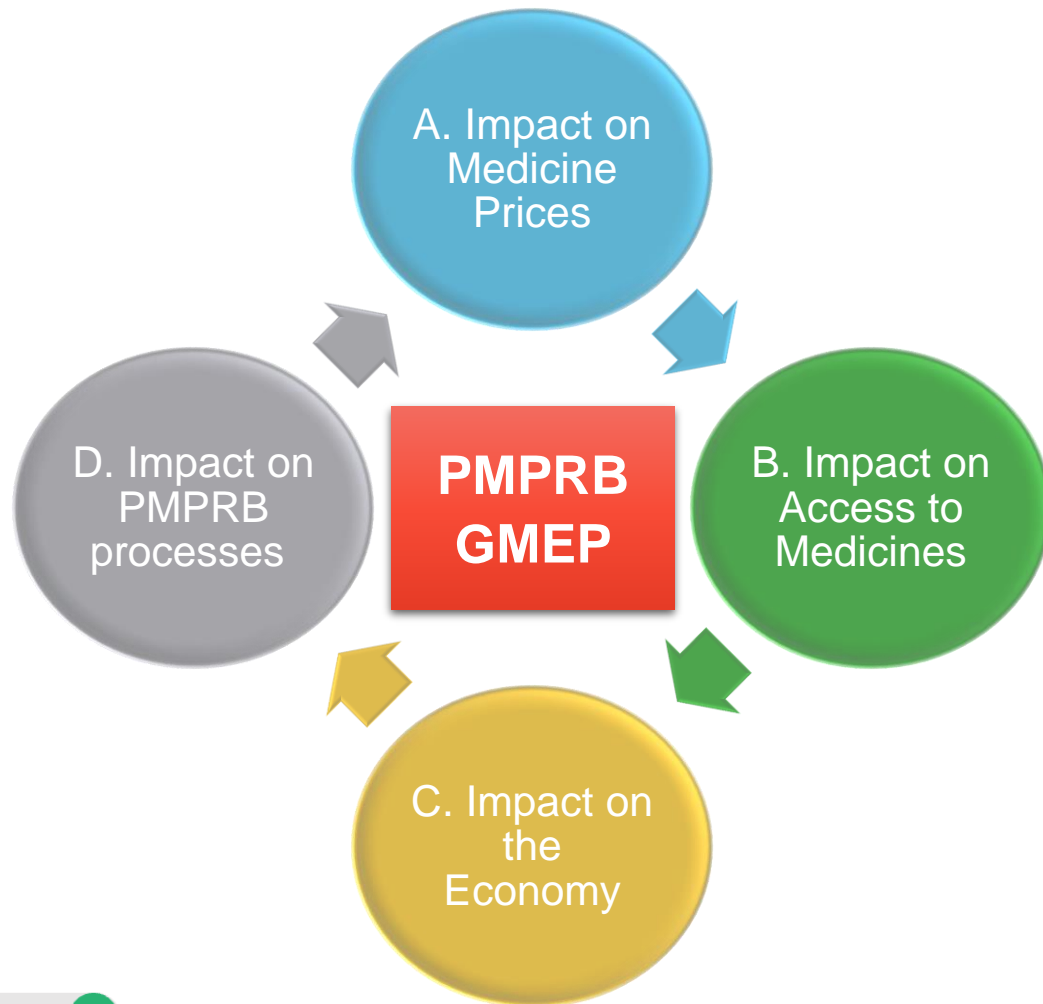 A. Impact on
Medicine
Prices
D. Impact on
PMPRB
processes
PMPRB
GMEP
B. Impact on
Access to
Medicines
C. Impact on
the
Economy